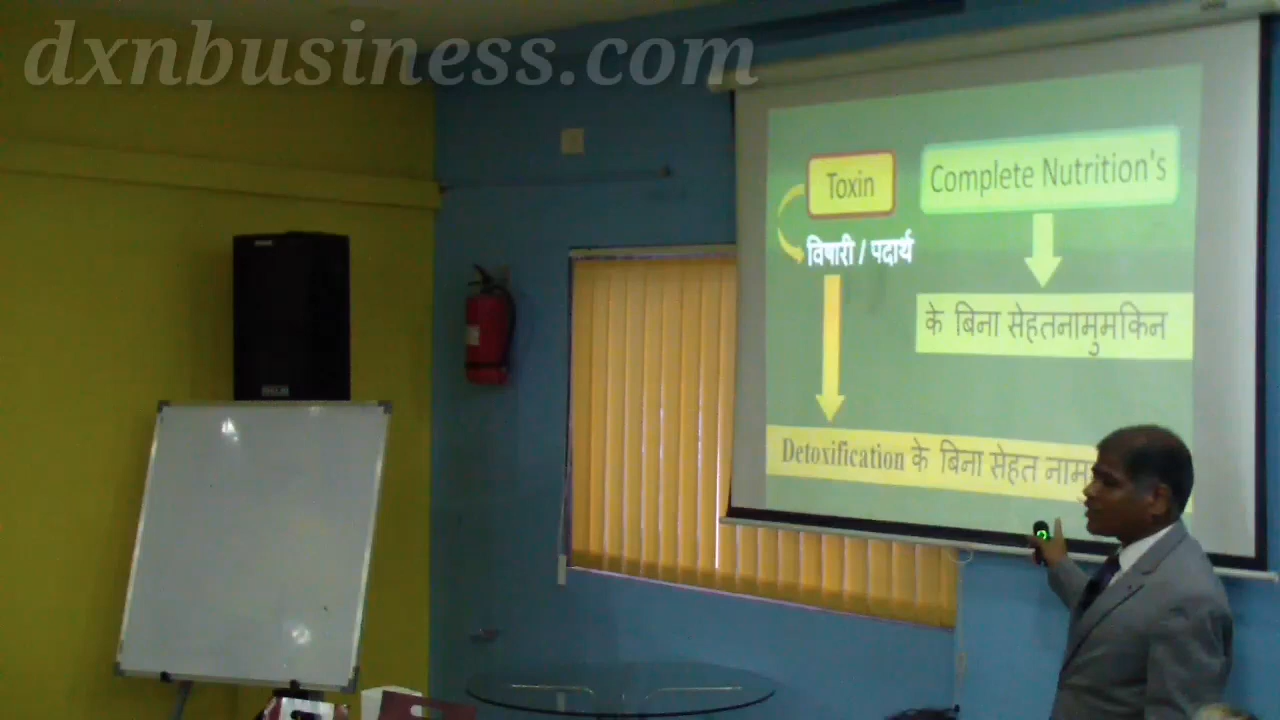 dxnbusiness.com
Toxin
Complete Nutrition's
विषारी / पदार्थ
के बिना सेहतनामुमकिन
Detoxification के बिना सेहत